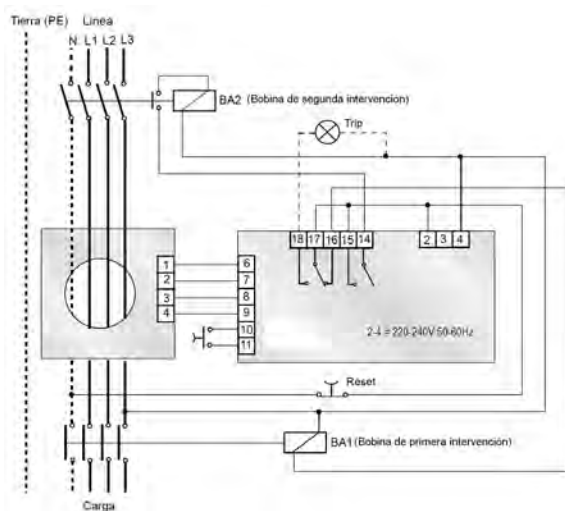 Tierra (PE) Linea
N. L1 L2 L3
BA2 (Bobina de segunda intervención)
Trip
18 17 16 15 14 2 3 4
1 6
2 7
3 8
4 9
10
11
2-4 = 220-240V 50-60Hz
Reset
BA1 (Bobina de primera intervención)
Carga